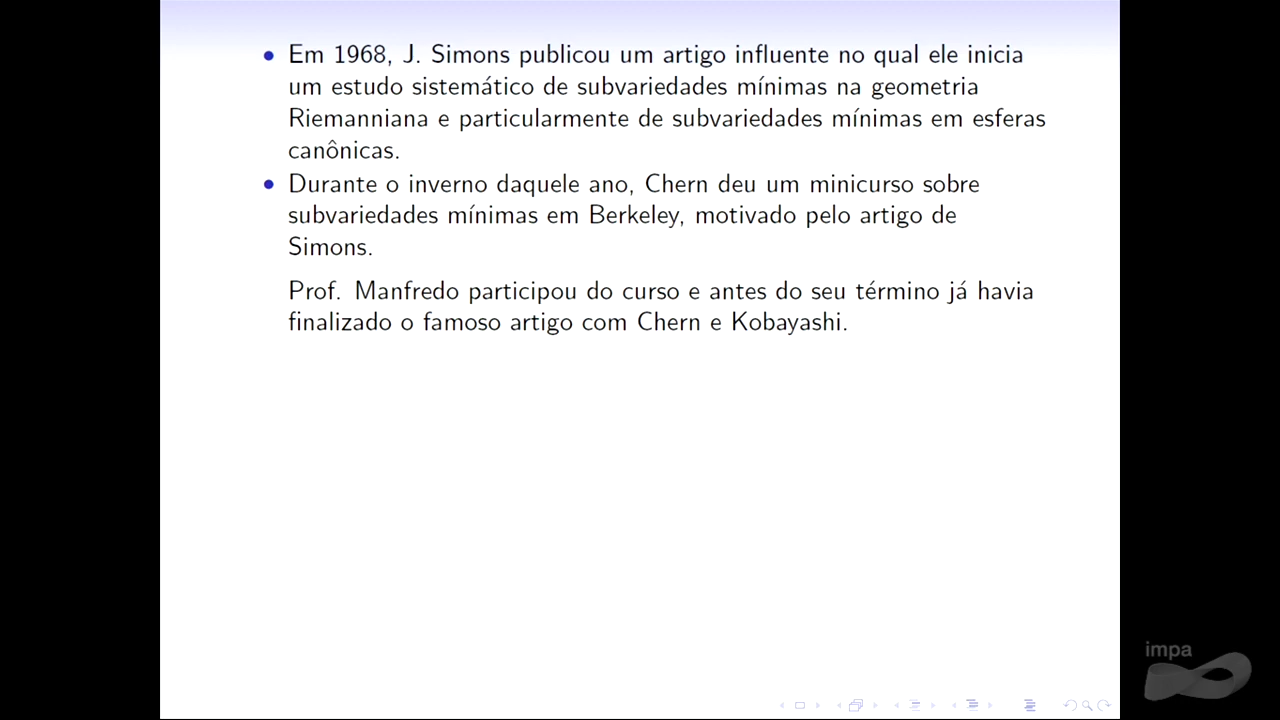 Em 1968, J. Simons publicou um artigo influente no qual ele inicia
um estudo sistemático de subvariedades mínimas na geometria
Riemanniana e particularmente de subvariedades mínimas em esferas
canônicas.
Durante o inverno daquele ano, Chern deu um minicurso sobre
subvariedades mínimas em Berkeley, motivado pelo artigo de
Simons.
Prof. Manfredo participou do curso e antes do seu término já havia
finalizado o famoso artigo com Chern e Kobayashi.
impa